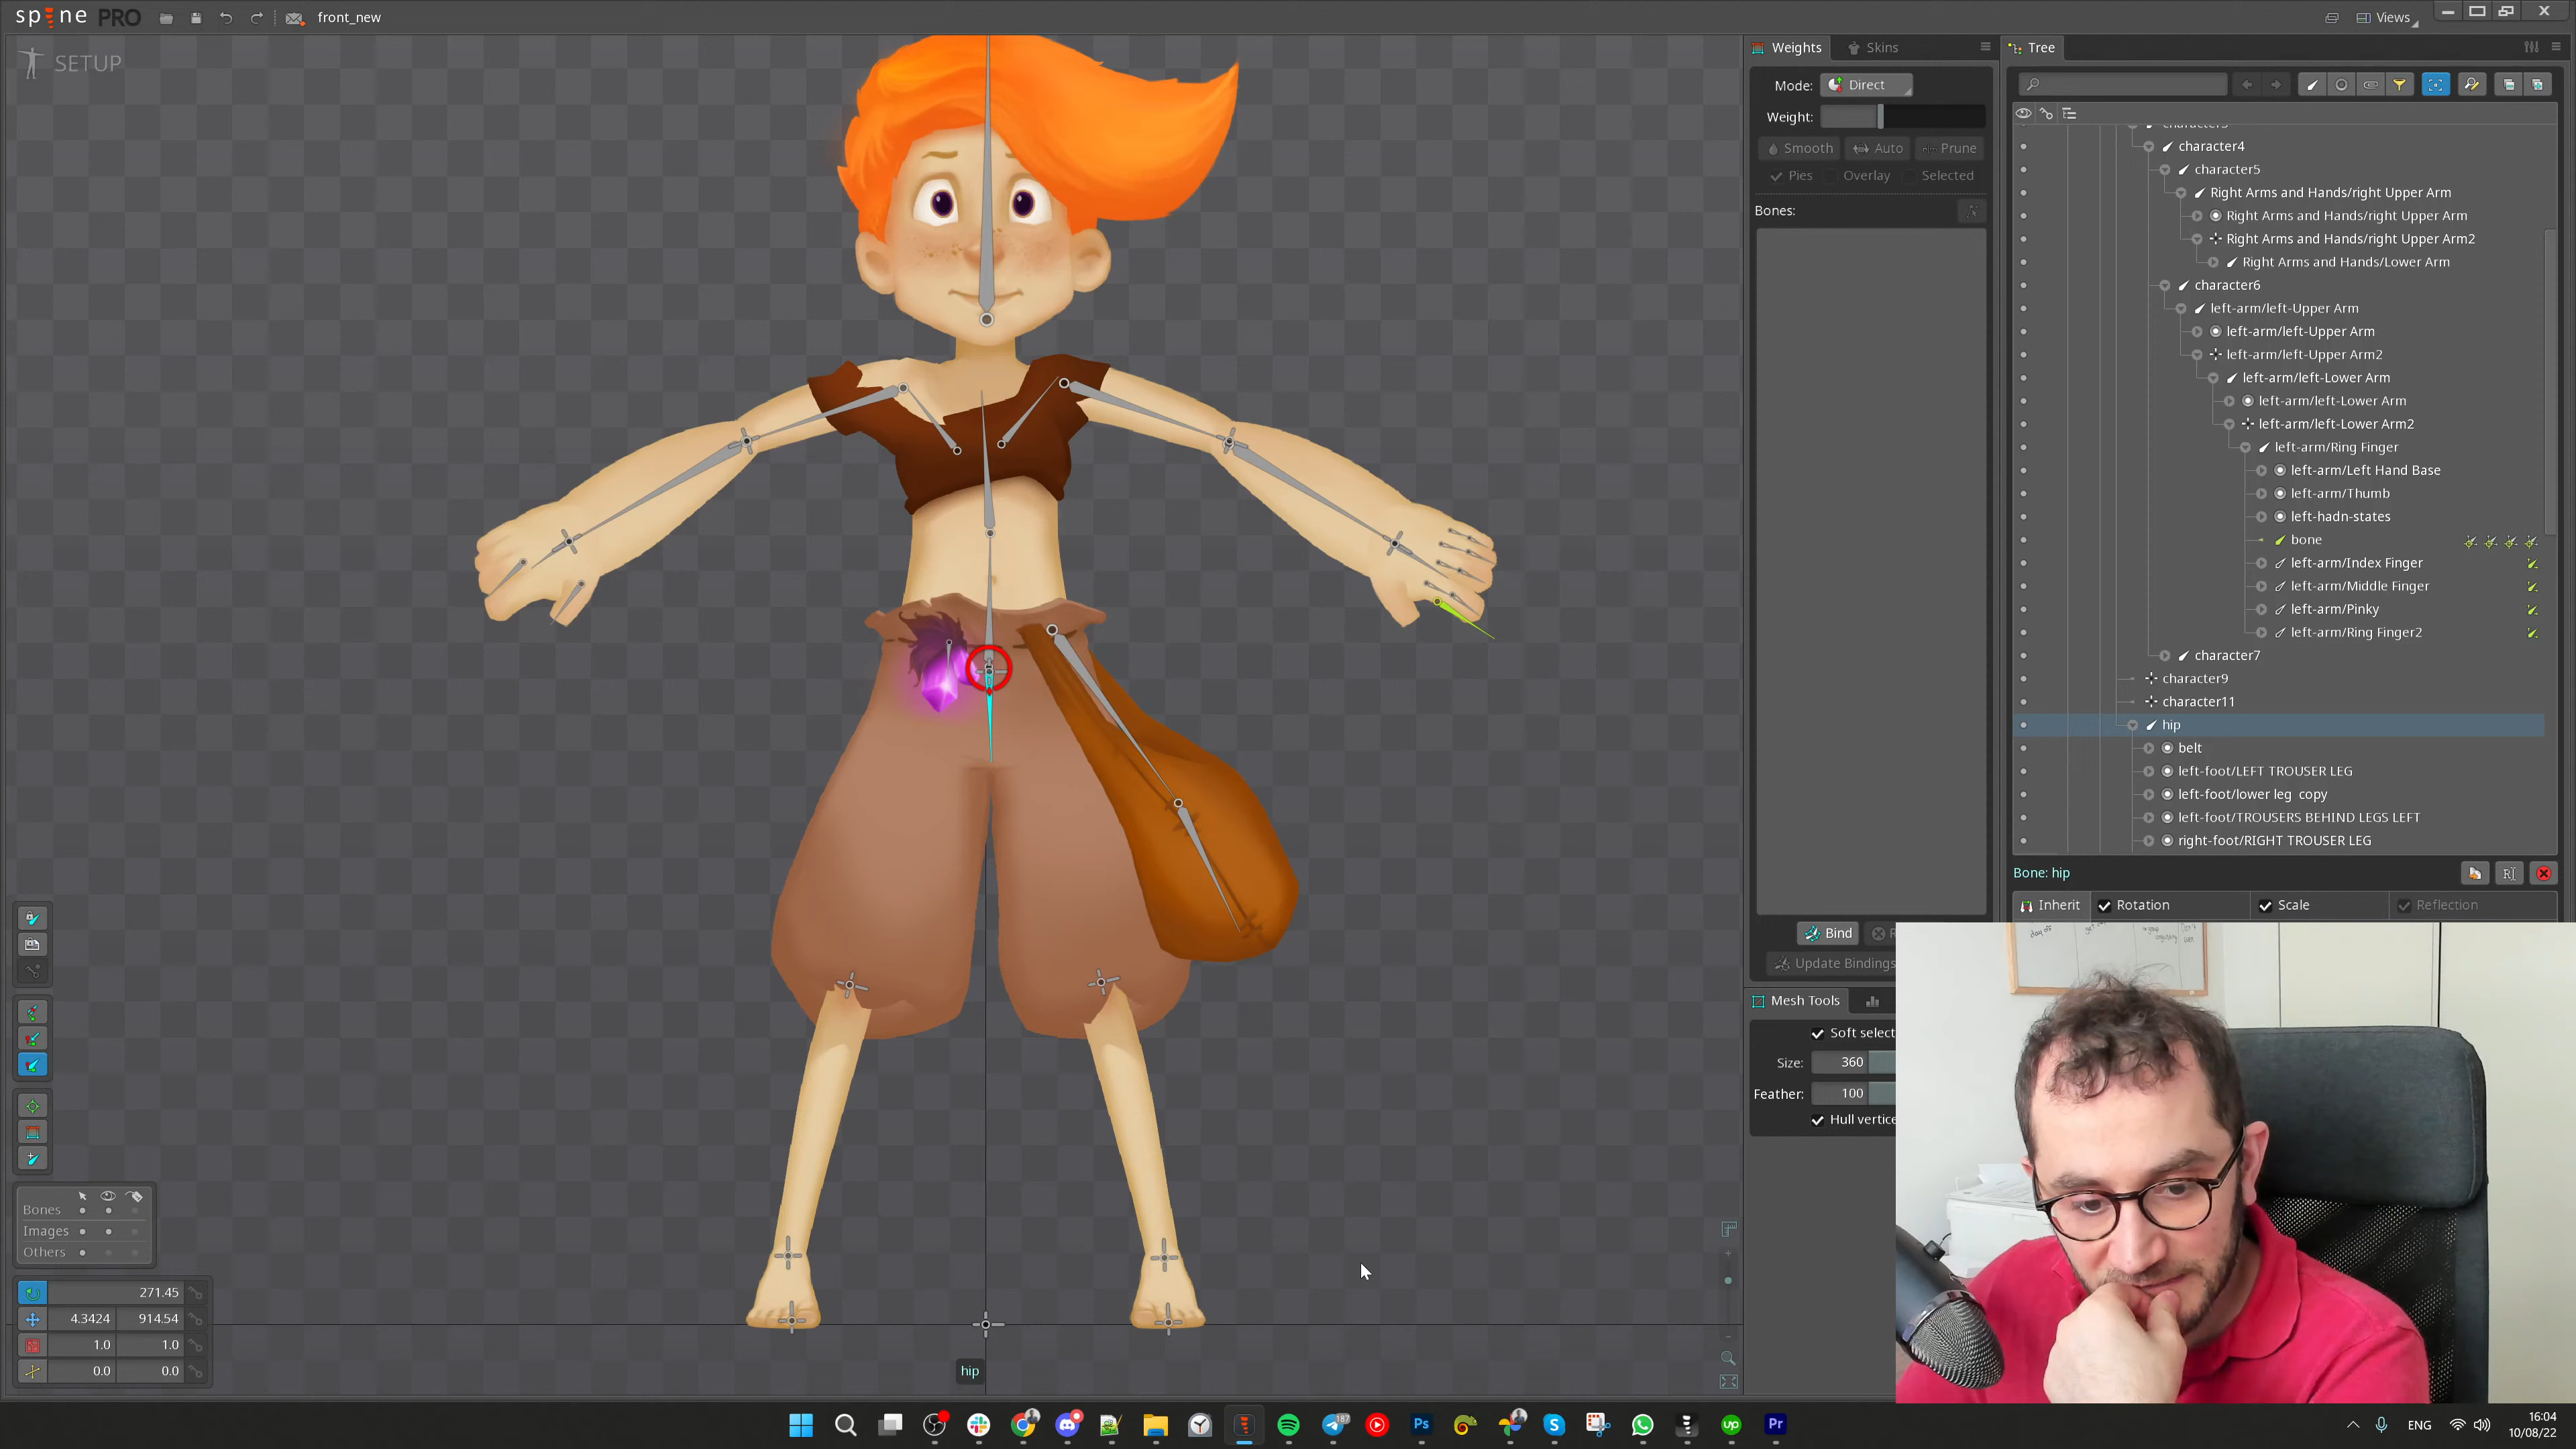 spine PRO
front_new
Views
SETUP
Weights
Skins
Mode:
Direct
Weight:
Smooth
Auto
Prune
Pies
Overlay
Selected
Bones:
Bind
Update Bindings
Mesh Tools
Soft select
Size:
360
Feather:
100
Hull vertice
Tree
character4
character5
Right Arms and Hands/right Upper Arm
Right Arms and Hands/right Upper Arm
Right Arms and Hands/right Upper Arm2
Right Arms and Hands/Lower Arm
character6
left-arm/left-Upper Arm
left-arm/left-Upper Arm
left-arm/left-Upper Arm2
left-arm/left-Lower Arm
left-arm/left-Lower Arm
left-arm/left-Lower Arm2
left-arm/Ring Finger
left-arm/Left Hand Base
left-arm/Thumb
left-hadn-states
bone
left-arm/Index Finger
left-arm/Middle Finger
left-arm/Pinky
left-arm/Ring Finger2
character7
character9
character11
hip
belt
left-foot/LEFT TROUSER LEG
left-foot/lower leg copy
left-foot/TROUSERS BEHIND LEGS LEFT
right-foot/RIGHT TROUSER LEG
Bone: hip
Inherit
Rotation
Scale
Reflection
Bones
Images
Others
271.45
4.3424
914.54
1.0
1.0
0.0
0.0
hip
187
Ps
Pr
up
ENG
16:04
10/08/22